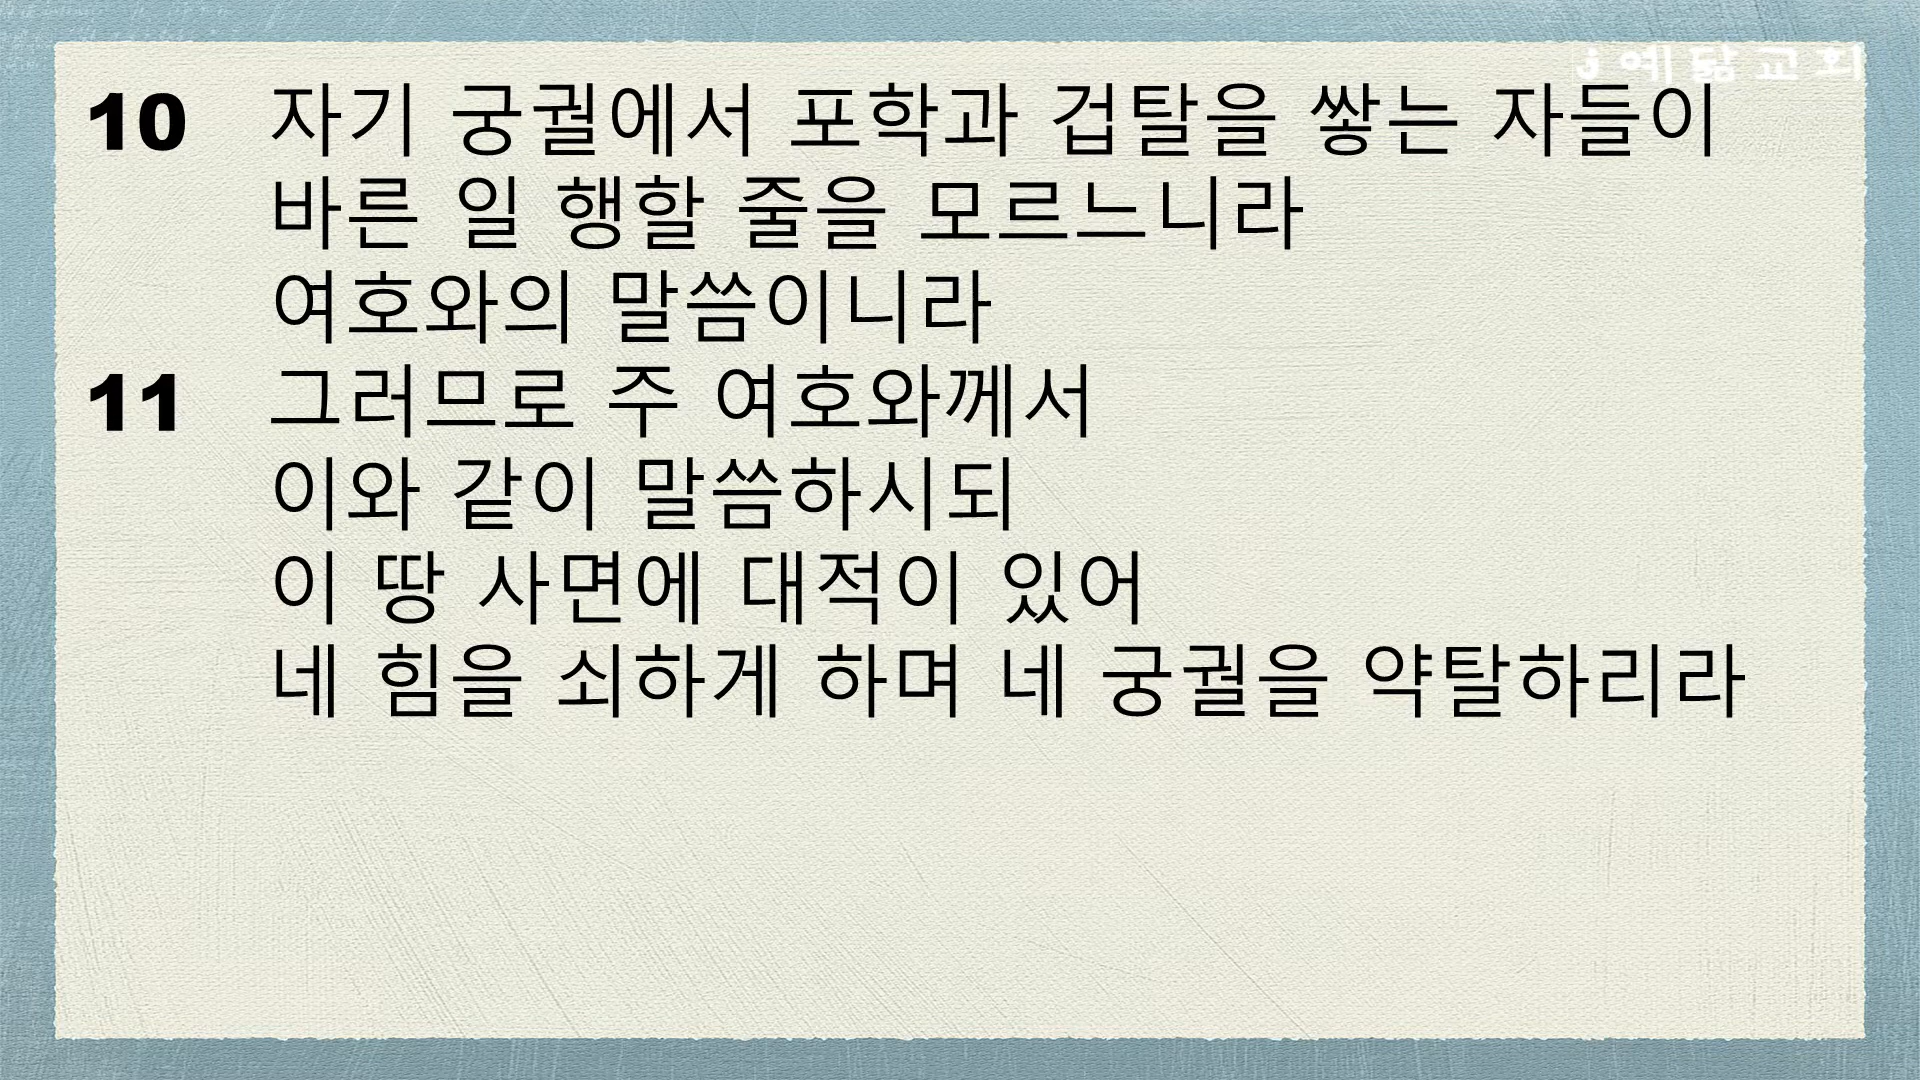 j 예닮교회
10 자기 궁궐에서 포학과 겁탈을 쌓는 자들이
바른 일 행할 줄을 모르느니라
여호와의 말씀이니라
11 그러므로 주 여호와께서
이와 같이 말씀하시되
이 땅 사면에 대적이 있어
네 힘을 쇠하게 하며 네 궁궐을 약탈하리라